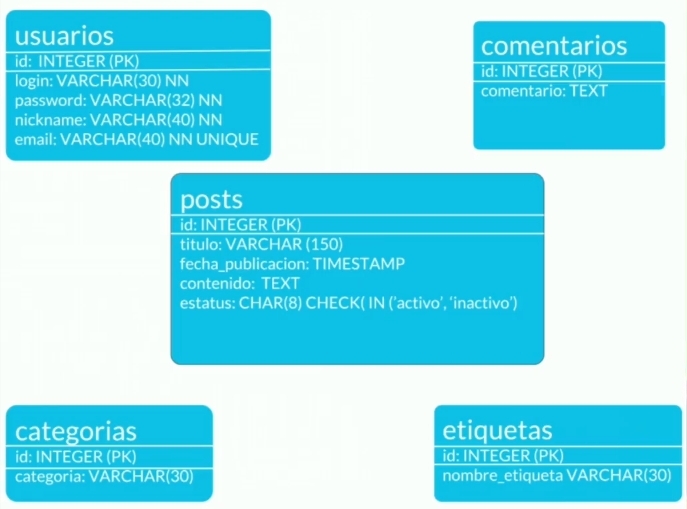 usuarios
id: INTEGER (PK)
login: VARCHAR(30) NN
password: VARCHAR(32) NN
nickname: VARCHAR(40) NN
email: VARCHAR(40) NN UNIQUE
comentarios
id: INTEGER (PK)
comentario: TEXT
posts
id: INTEGER (PK)
titulo: VARCHAR (150)
fecha_publicacion: TIMESTAMP
contenido: TEXT
estatus: CHAR(8) CHECK( IN ('activo', 'inactivo')
categorias
id: INTEGER (PK)
categoria: VARCHAR(30)
etiquetas
id: INTEGER (PK)
nombre_etiqueta VARCHAR(30)